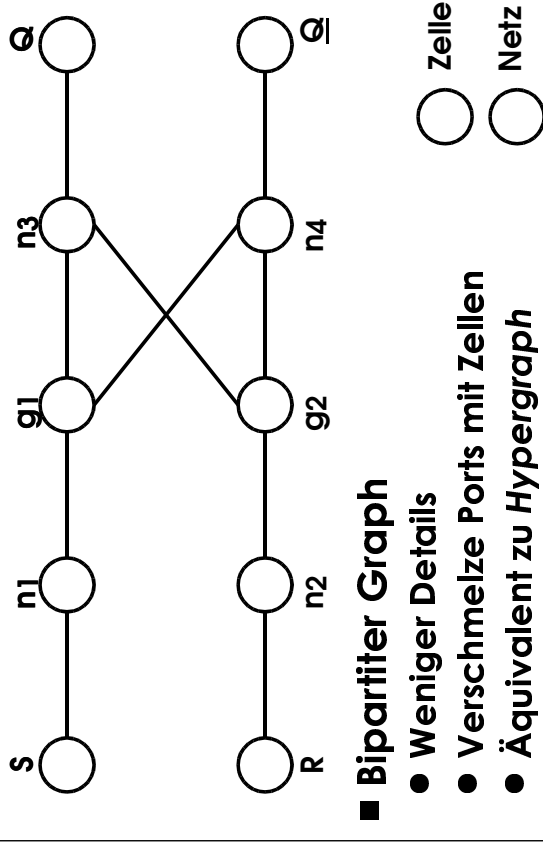 S n1 g1 n3 Q
R n2 g2 n4 Q̅
■ Bipartiter Graph
● Weniger Details
● Verschmelze Ports mit Zellen
● Äquivalent zu Hypergraph
Zelle
Netz